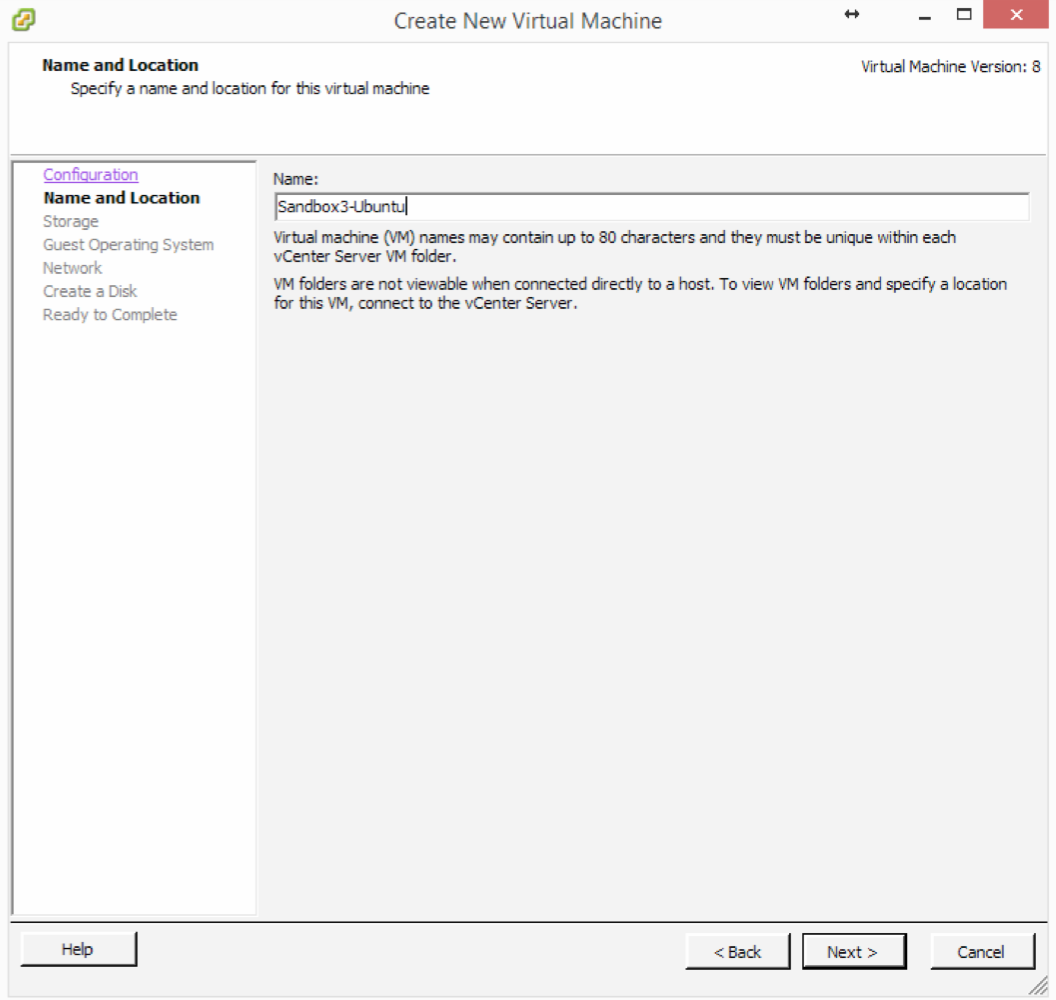 Create New Virtual Machine
Name and Location
Virtual Machine Version: 8
Specify a name and location for this virtual machine
Configuration
Name and Location
Storage
Guest Operating System
Network
Create a Disk
Ready to Complete
Name:
Sandbox3-Ubuntu
Virtual machine (VM) names may contain up to 80 characters and they must be unique within each
vCenter Server VM folder.
VM folders are not viewable when connected directly to a host. To view VM folders and specify a location
for this VM, connect to the vCenter Server.
Help
< Back
Next >
Cancel